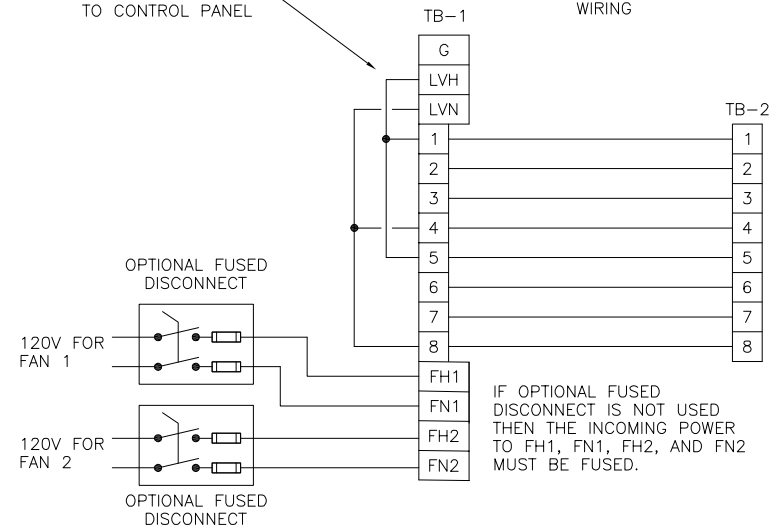 TO CONTROL PANEL
WIRING
TB-1
G
LVH
LVN
1
2
3
4
5
6
7
8
FH1
FN1
FH2
FN2
TB-2
1
2
3
4
5
6
7
8
OPTIONAL FUSED
DISCONNECT
120V FOR
FAN 1
120V FOR
FAN 2
OPTIONAL FUSED
DISCONNECT
IF OPTIONAL FUSED
DISCONNECT IS NOT USED
THEN THE INCOMING POWER
TO FH1, FN1, FH2, AND FN2
MUST BE FUSED.